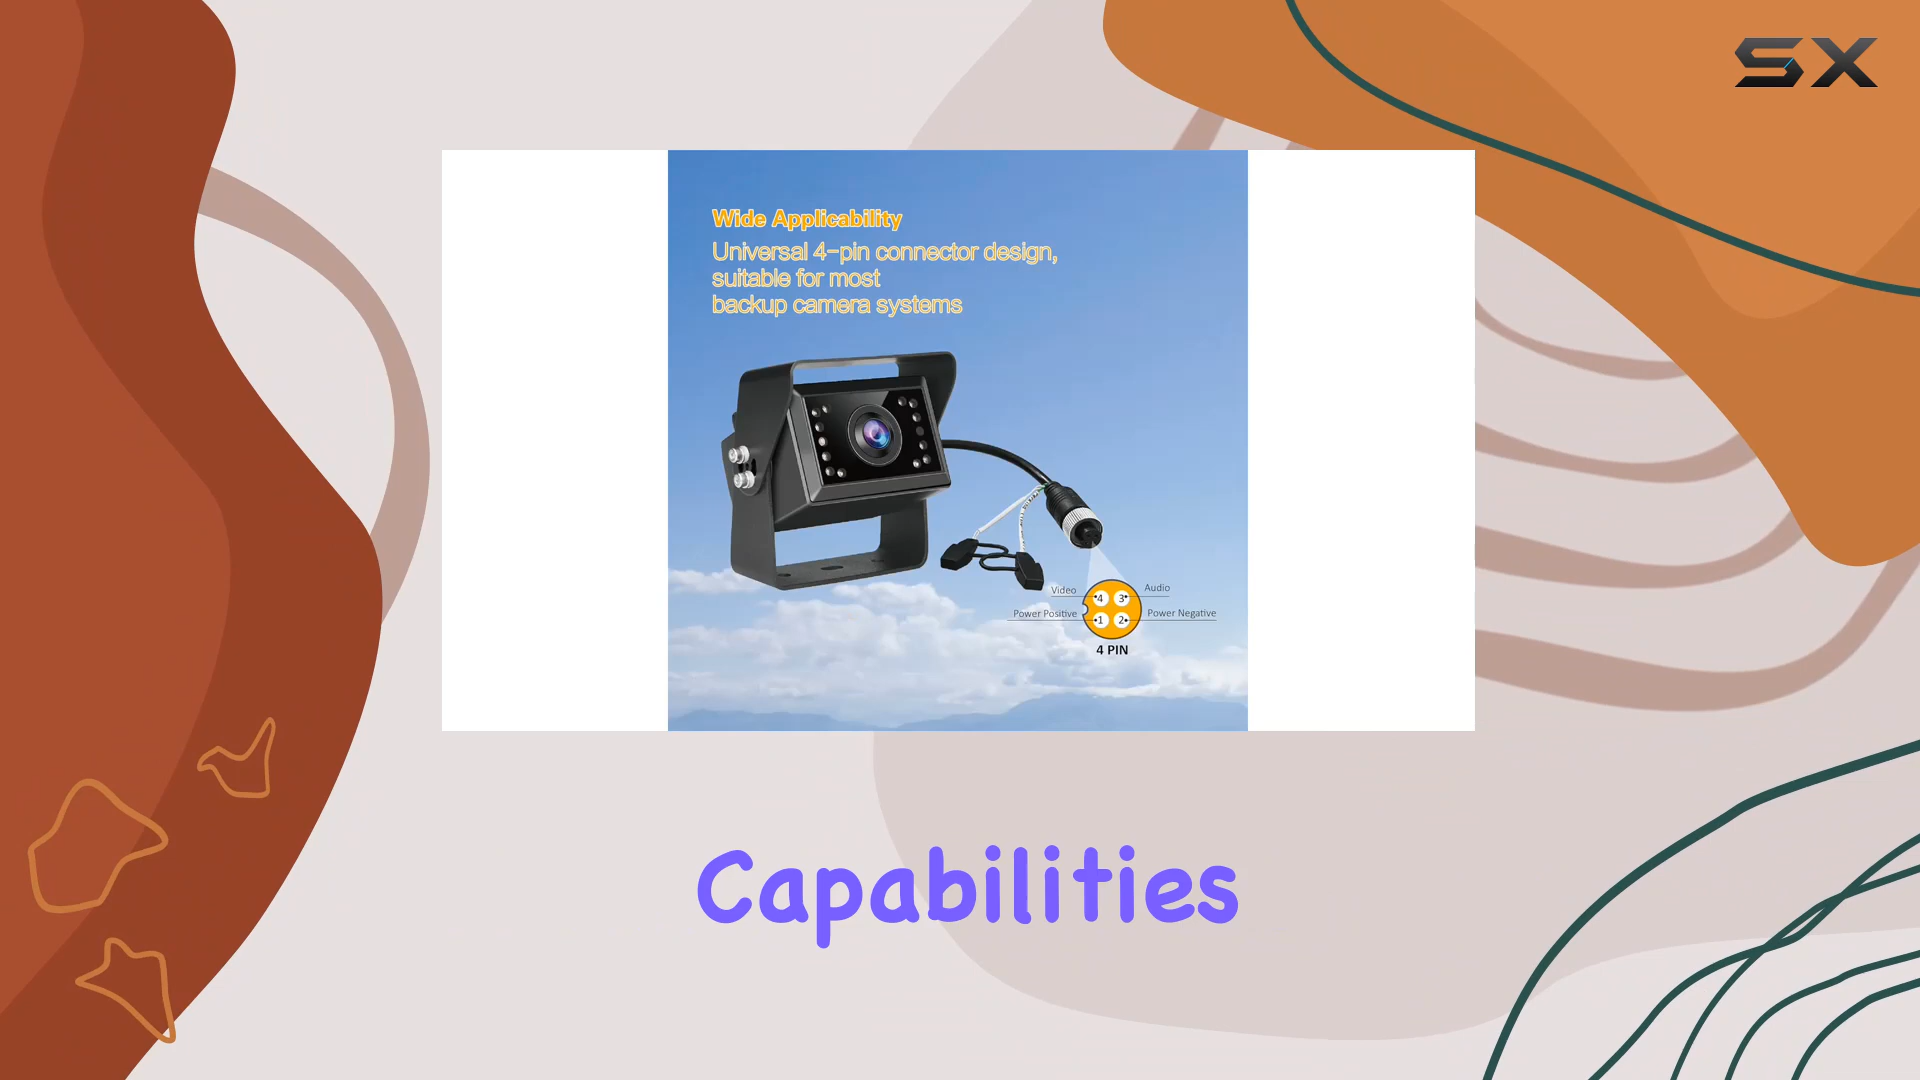 SX
Wide Applicability
Universal 4-pin connector design,
suitable for most
backup camera systems
Video
Audio
4
3
Power Positive
Power Negative
1
2
4 PIN
Capabilities